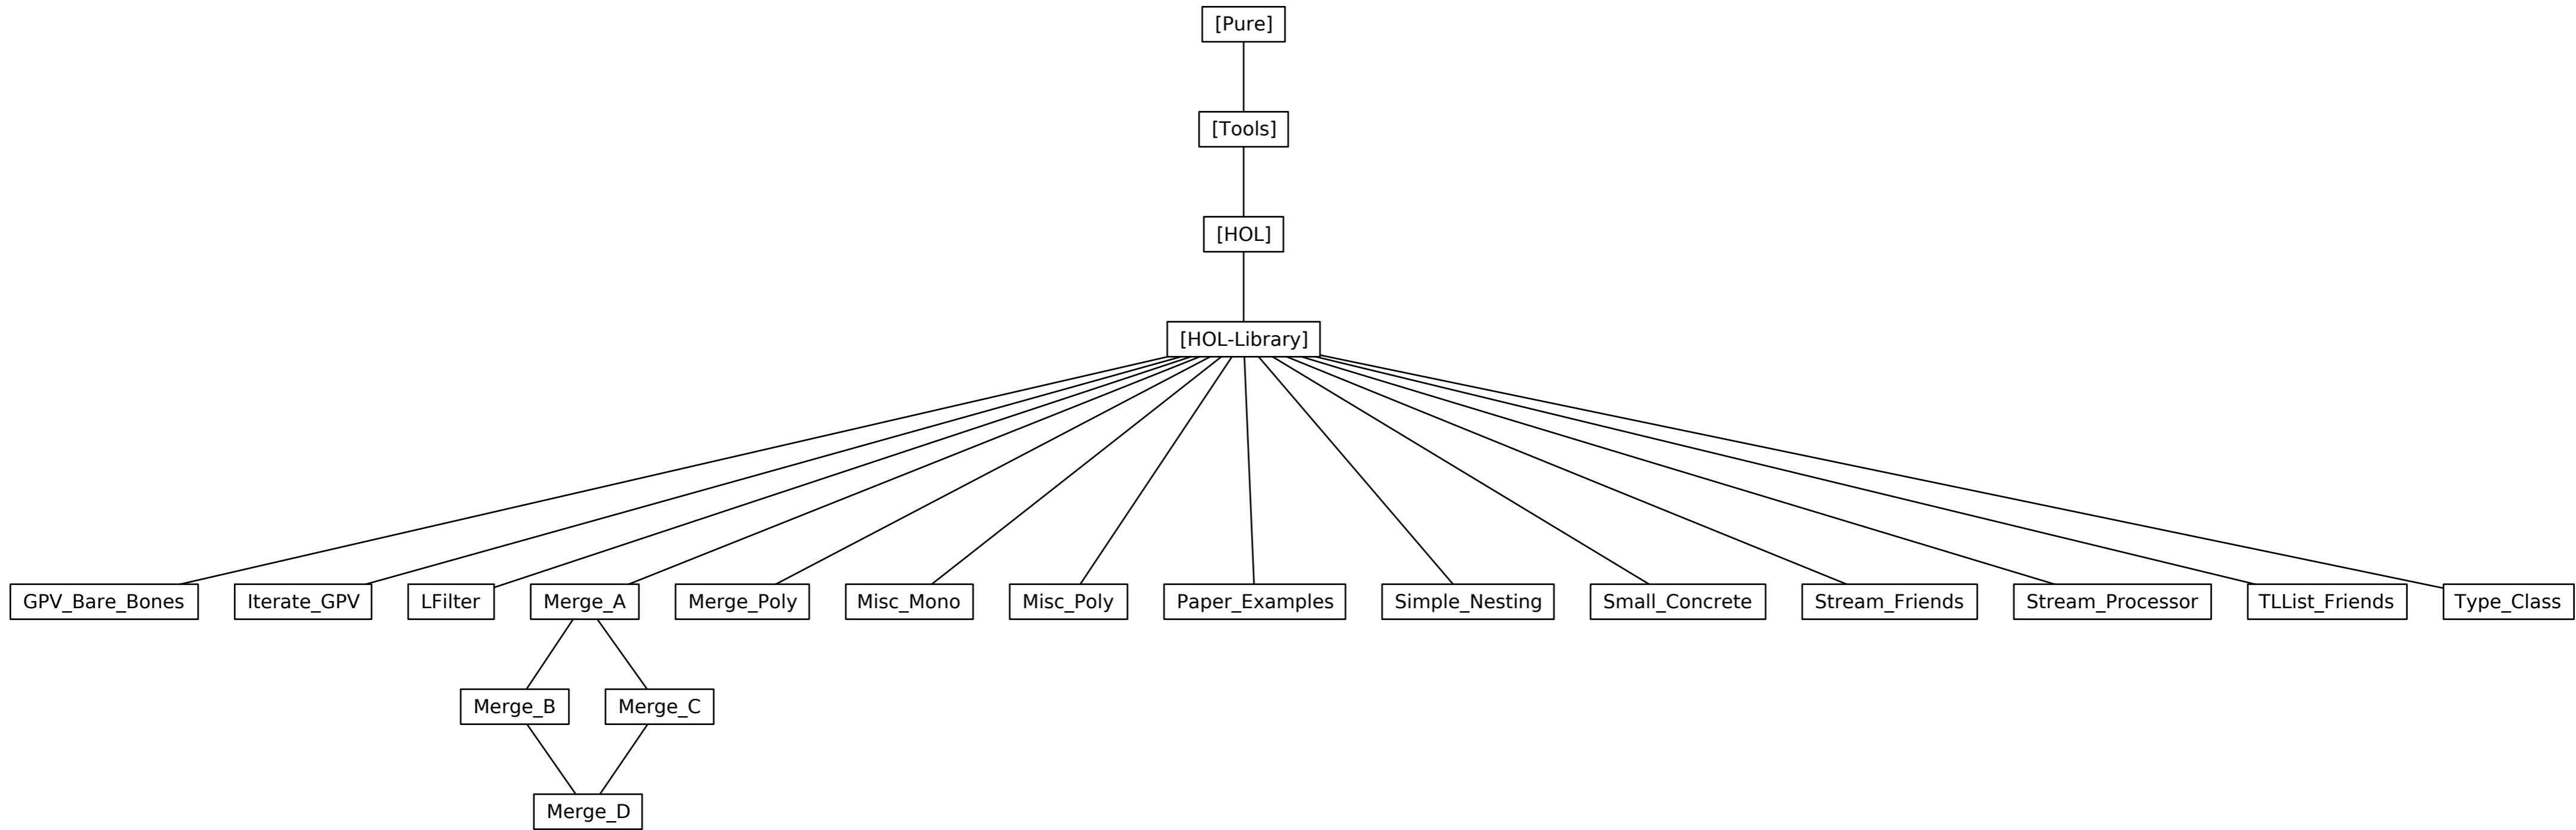 [Pure]
[Tools]
[HOL]
[HOL-Library]
GPV_Bare_Bones Iterate_GPV LFilter Merge_A Merge_Poly Misc_Mono Misc_Poly Paper_Examples Simple_Nesting Small_Concrete Stream_Friends Stream_Processor TLList_Friends Type_Class
Merge_B Merge_C
Merge_D